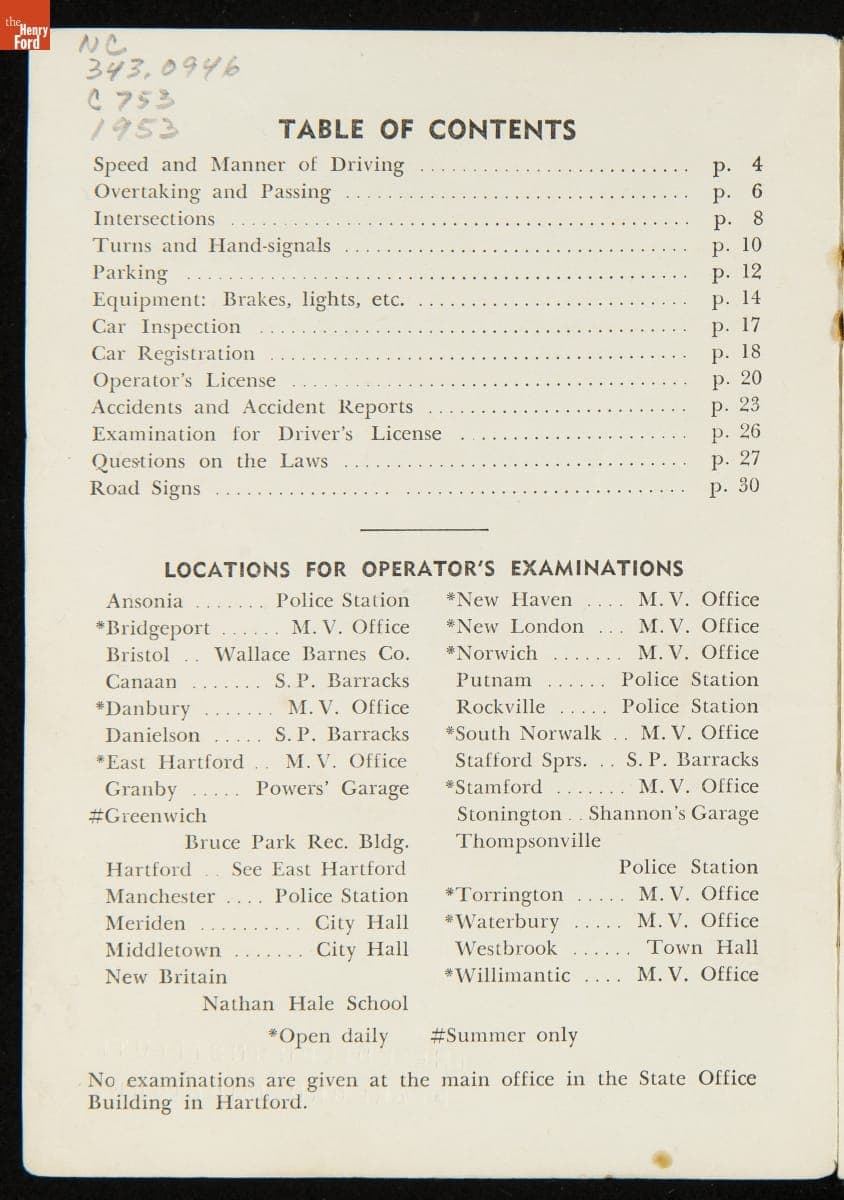 the
Henry
Ford
NC
343.0946
C 753
1953
TABLE OF CONTENTS
Speed and Manner of Driving .......................... p. 4
Overtaking and Passing ................................. p. 6
Intersections ............................................ p. 8
Turns and Hand-signals ................................. p. 10
Parking ................................................ p. 12
Equipment: Brakes, lights, etc. .......................... p. 14
Car Inspection ......................................... p. 17
Car Registration ........................................ p. 18
Operator's License ...................................... p. 20
Accidents and Accident Reports ......................... p. 23
Examination for Driver's License ...................... p. 26
Questions on the Laws ................................. p. 27
Road Signs ................. ........................... p. 30
LOCATIONS FOR OPERATOR'S EXAMINATIONS
Ansonia ....... Police Station
*Bridgeport ...... M. V. Office
Bristol .. Wallace Barnes Co.
Canaan ....... S. P. Barracks
*Danbury ....... M. V. Office
Danielson ..... S. P. Barracks
*East Hartford .. M. V. Office
Granby ..... Powers' Garage
#Greenwich
Bruce Park Rec. Bldg.
Hartford .. See East Hartford
Manchester .... Police Station
Meriden .......... City Hall
Middletown ....... City Hall
New Britain
Nathan Hale School
*New Haven .... M. V. Office
*New London ... M. V. Office
*Norwich ....... M. V. Office
Putnam ...... Police Station
Rockville ..... Police Station
*South Norwalk .. M. V. Office
Stafford Sprs. .. S. P. Barracks
*Stamford ....... M. V. Office
Stonington .. Shannon's Garage
Thompsonville
Police Station
*Torrington ..... M. V. Office
*Waterbury ..... M. V. Office
Westbrook ...... Town Hall
*Willimantic .... M. V. Office
*Open daily #Summer only
No examinations are given at the main office in the State Office
Building in Hartford.